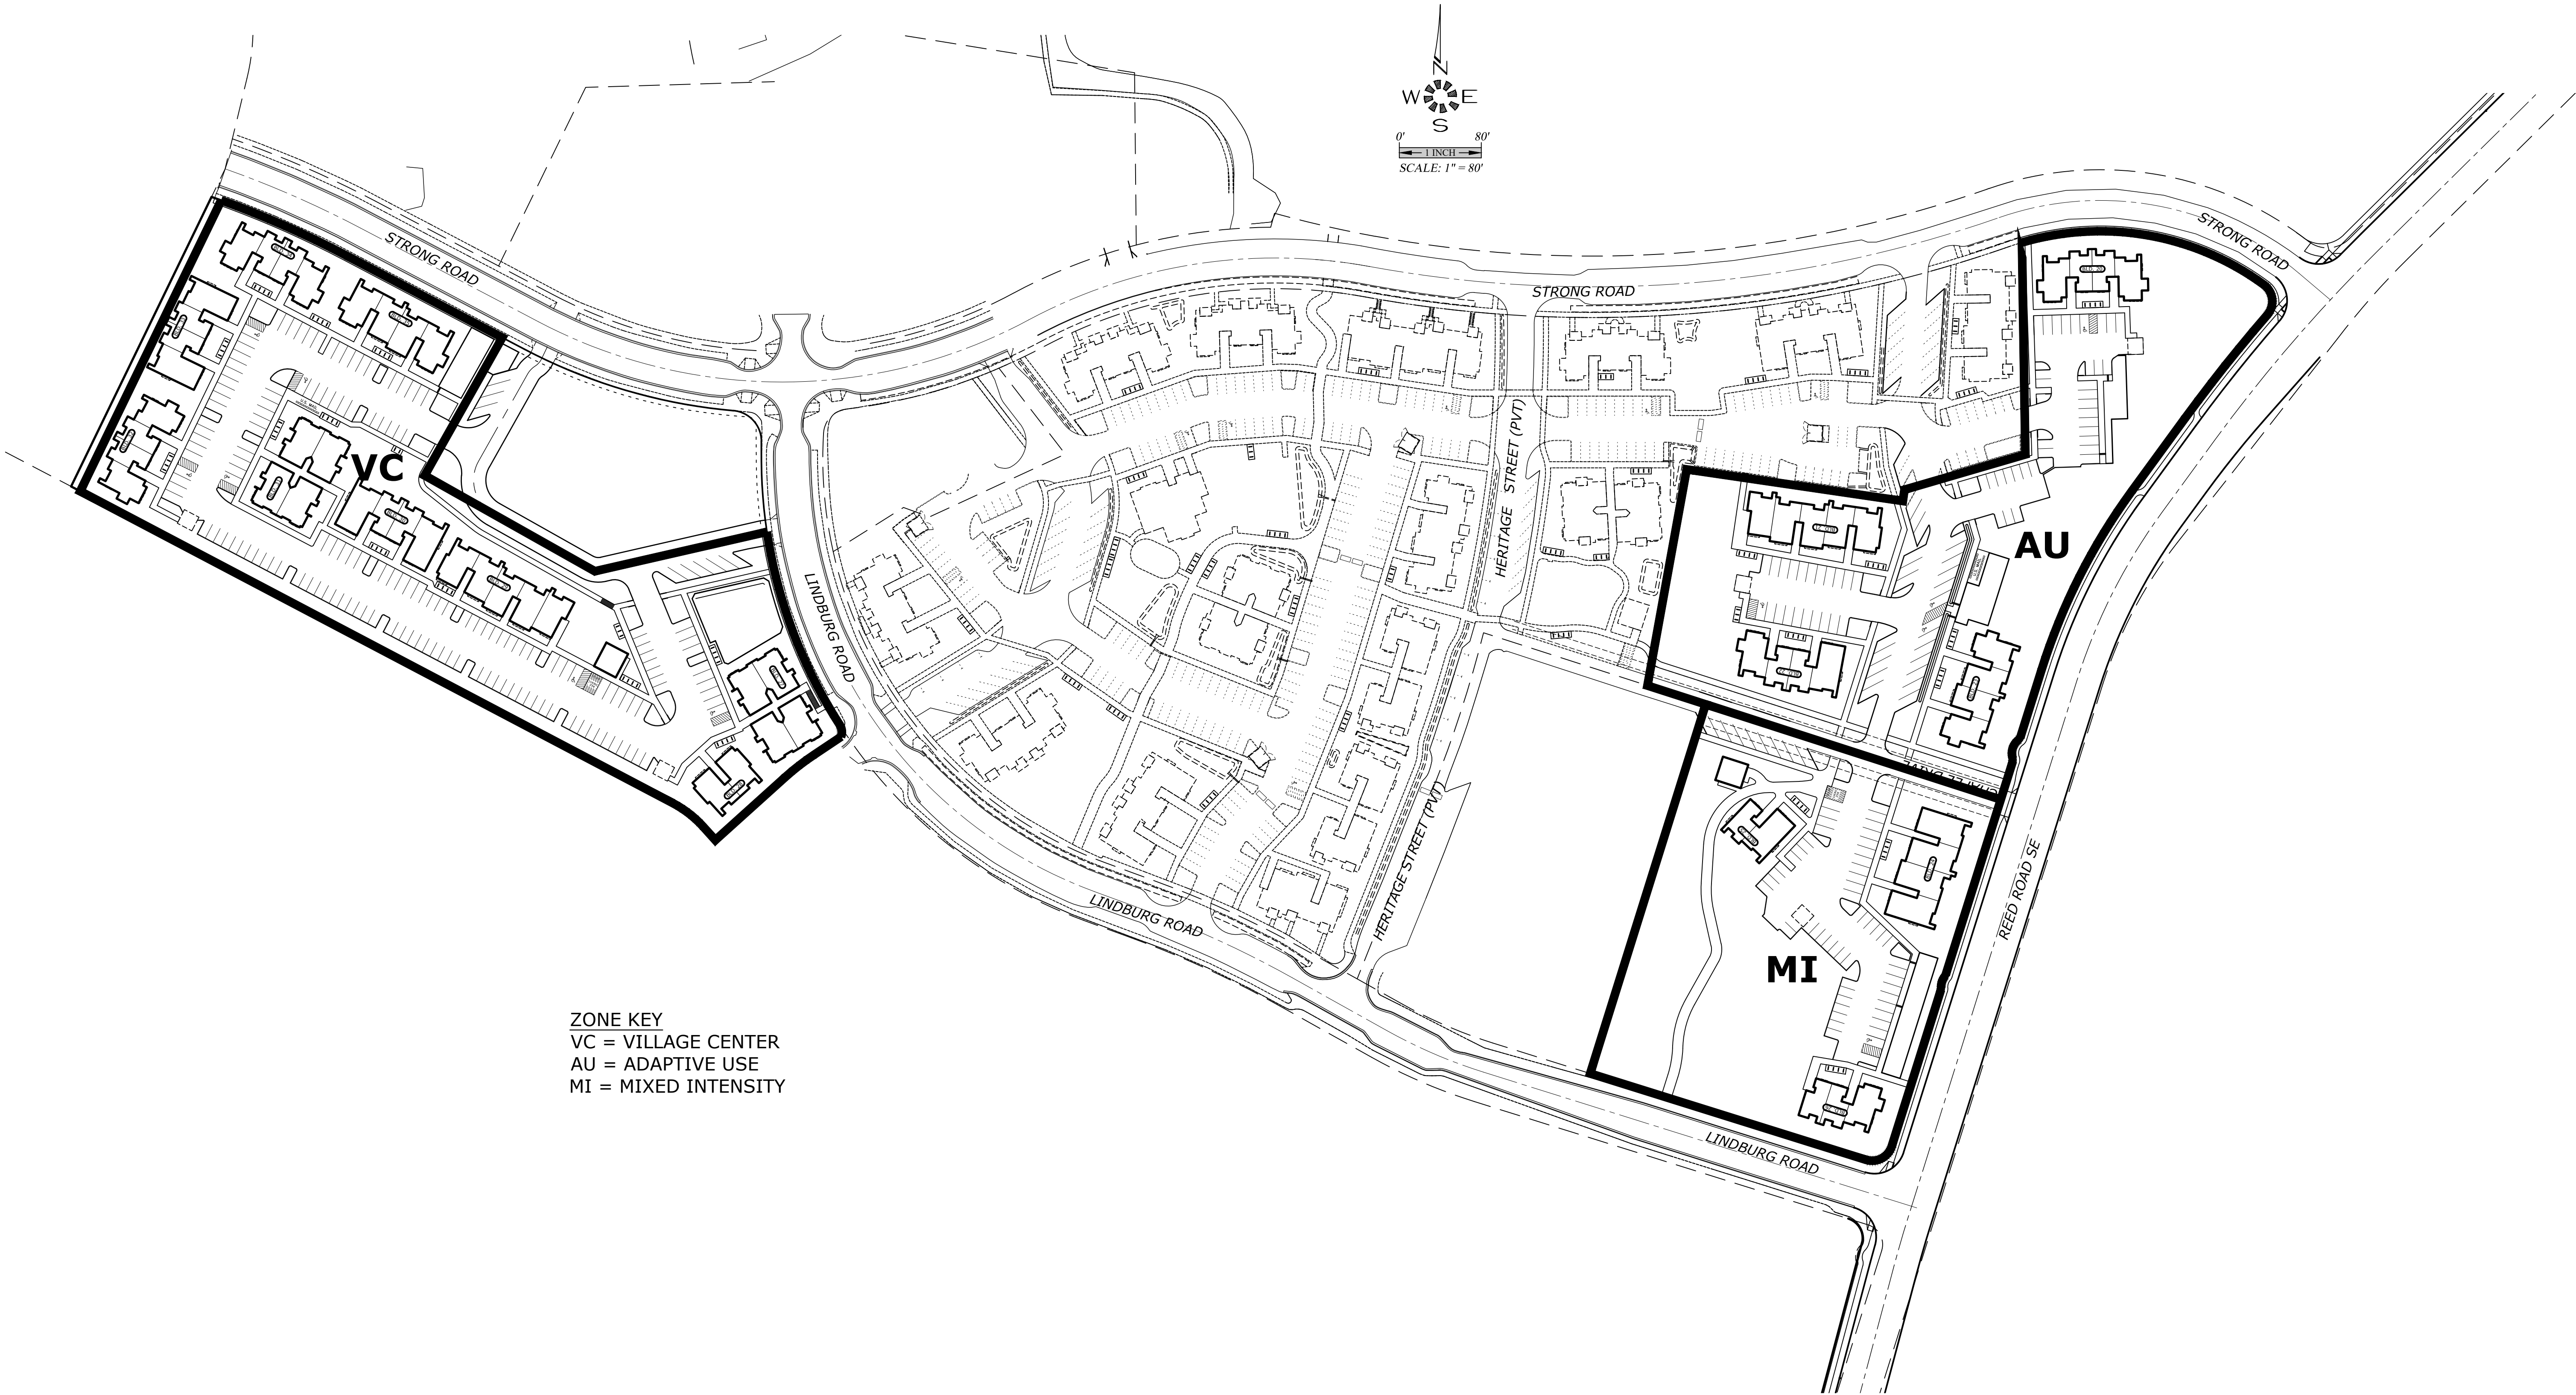 N
W E
S
0' 80'
1 INCH
SCALE: 1" = 80'
STRONG ROAD
STRONG ROAD
STRONG ROAD
VC
HERITAGE STREET (PVT)
AU
LINDBURG ROAD
HERITAGE STREET (PVT)
REED ROAD SE
LINDBURG ROAD
MI
LINDBURG ROAD
ZONE KEY
VC = VILLAGE CENTER
AU = ADAPTIVE USE
MI = MIXED INTENSITY